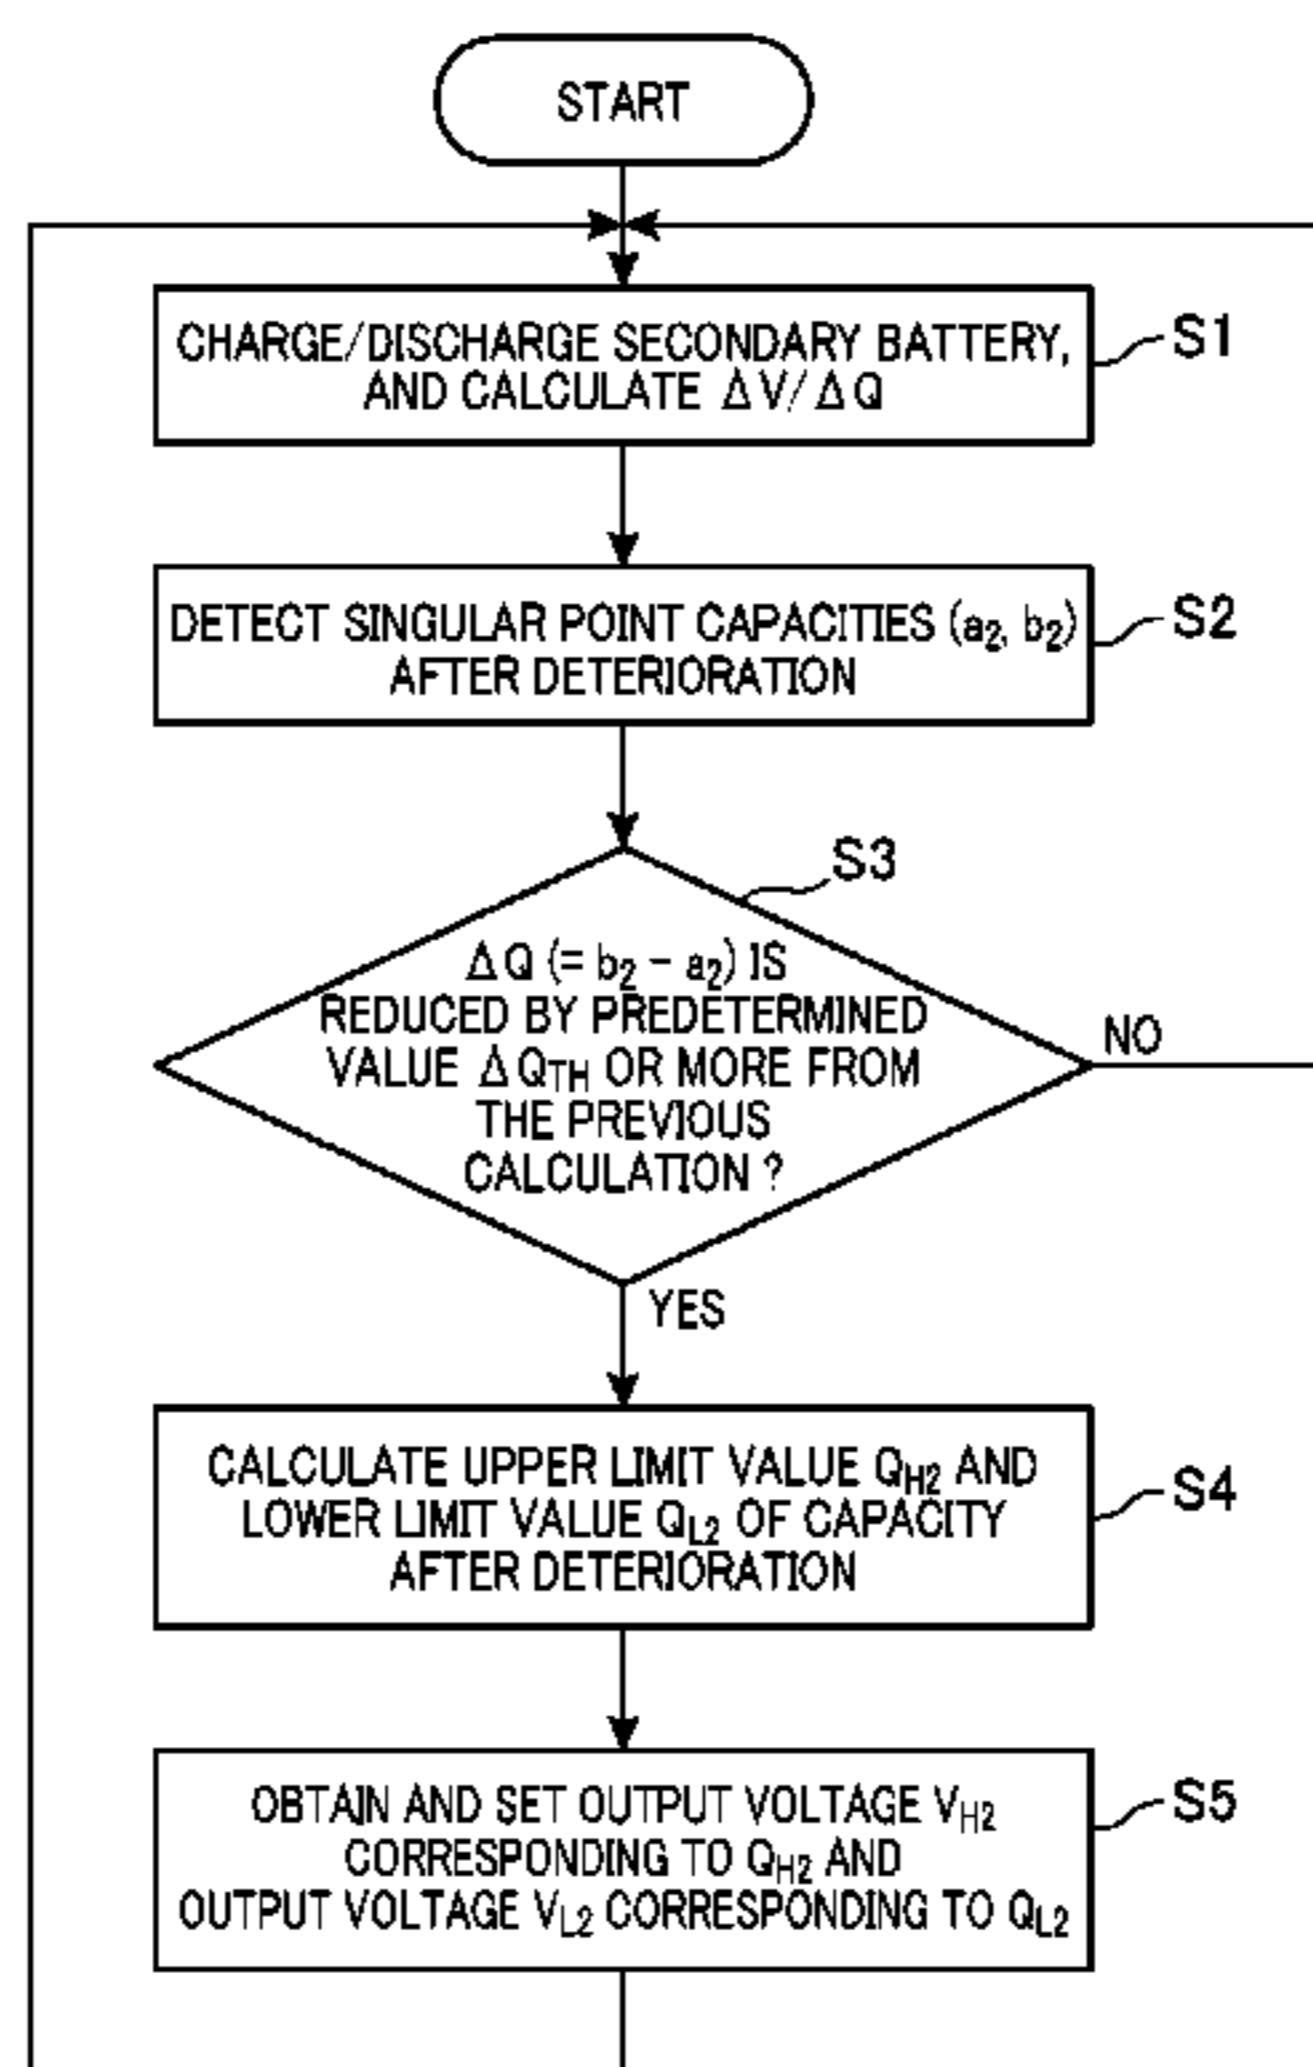 START
CHARGE/DISCHARGE SECONDARY BATTERY,
AND CALCULATE ΔV/ΔQ
S1
DETECT SINGULAR POINT CAPACITIES (a₂, b₂)
AFTER DETERIORATION
S2
S3
ΔQ (= b₂ - a₂) IS
REDUCED BY PREDETERMINED
VALUE ΔQTH OR MORE FROM
THE PREVIOUS
CALCULATION ?
NO
YES
CALCULATE UPPER LIMIT VALUE QH2 AND
LOWER LIMIT VALUE QL2 OF CAPACITY
AFTER DETERIORATION
S4
OBTAIN AND SET OUTPUT VOLTAGE VH2
CORRESPONDING TO QH2 AND
OUTPUT VOLTAGE VL2 CORRESPONDING TO QL2
S5